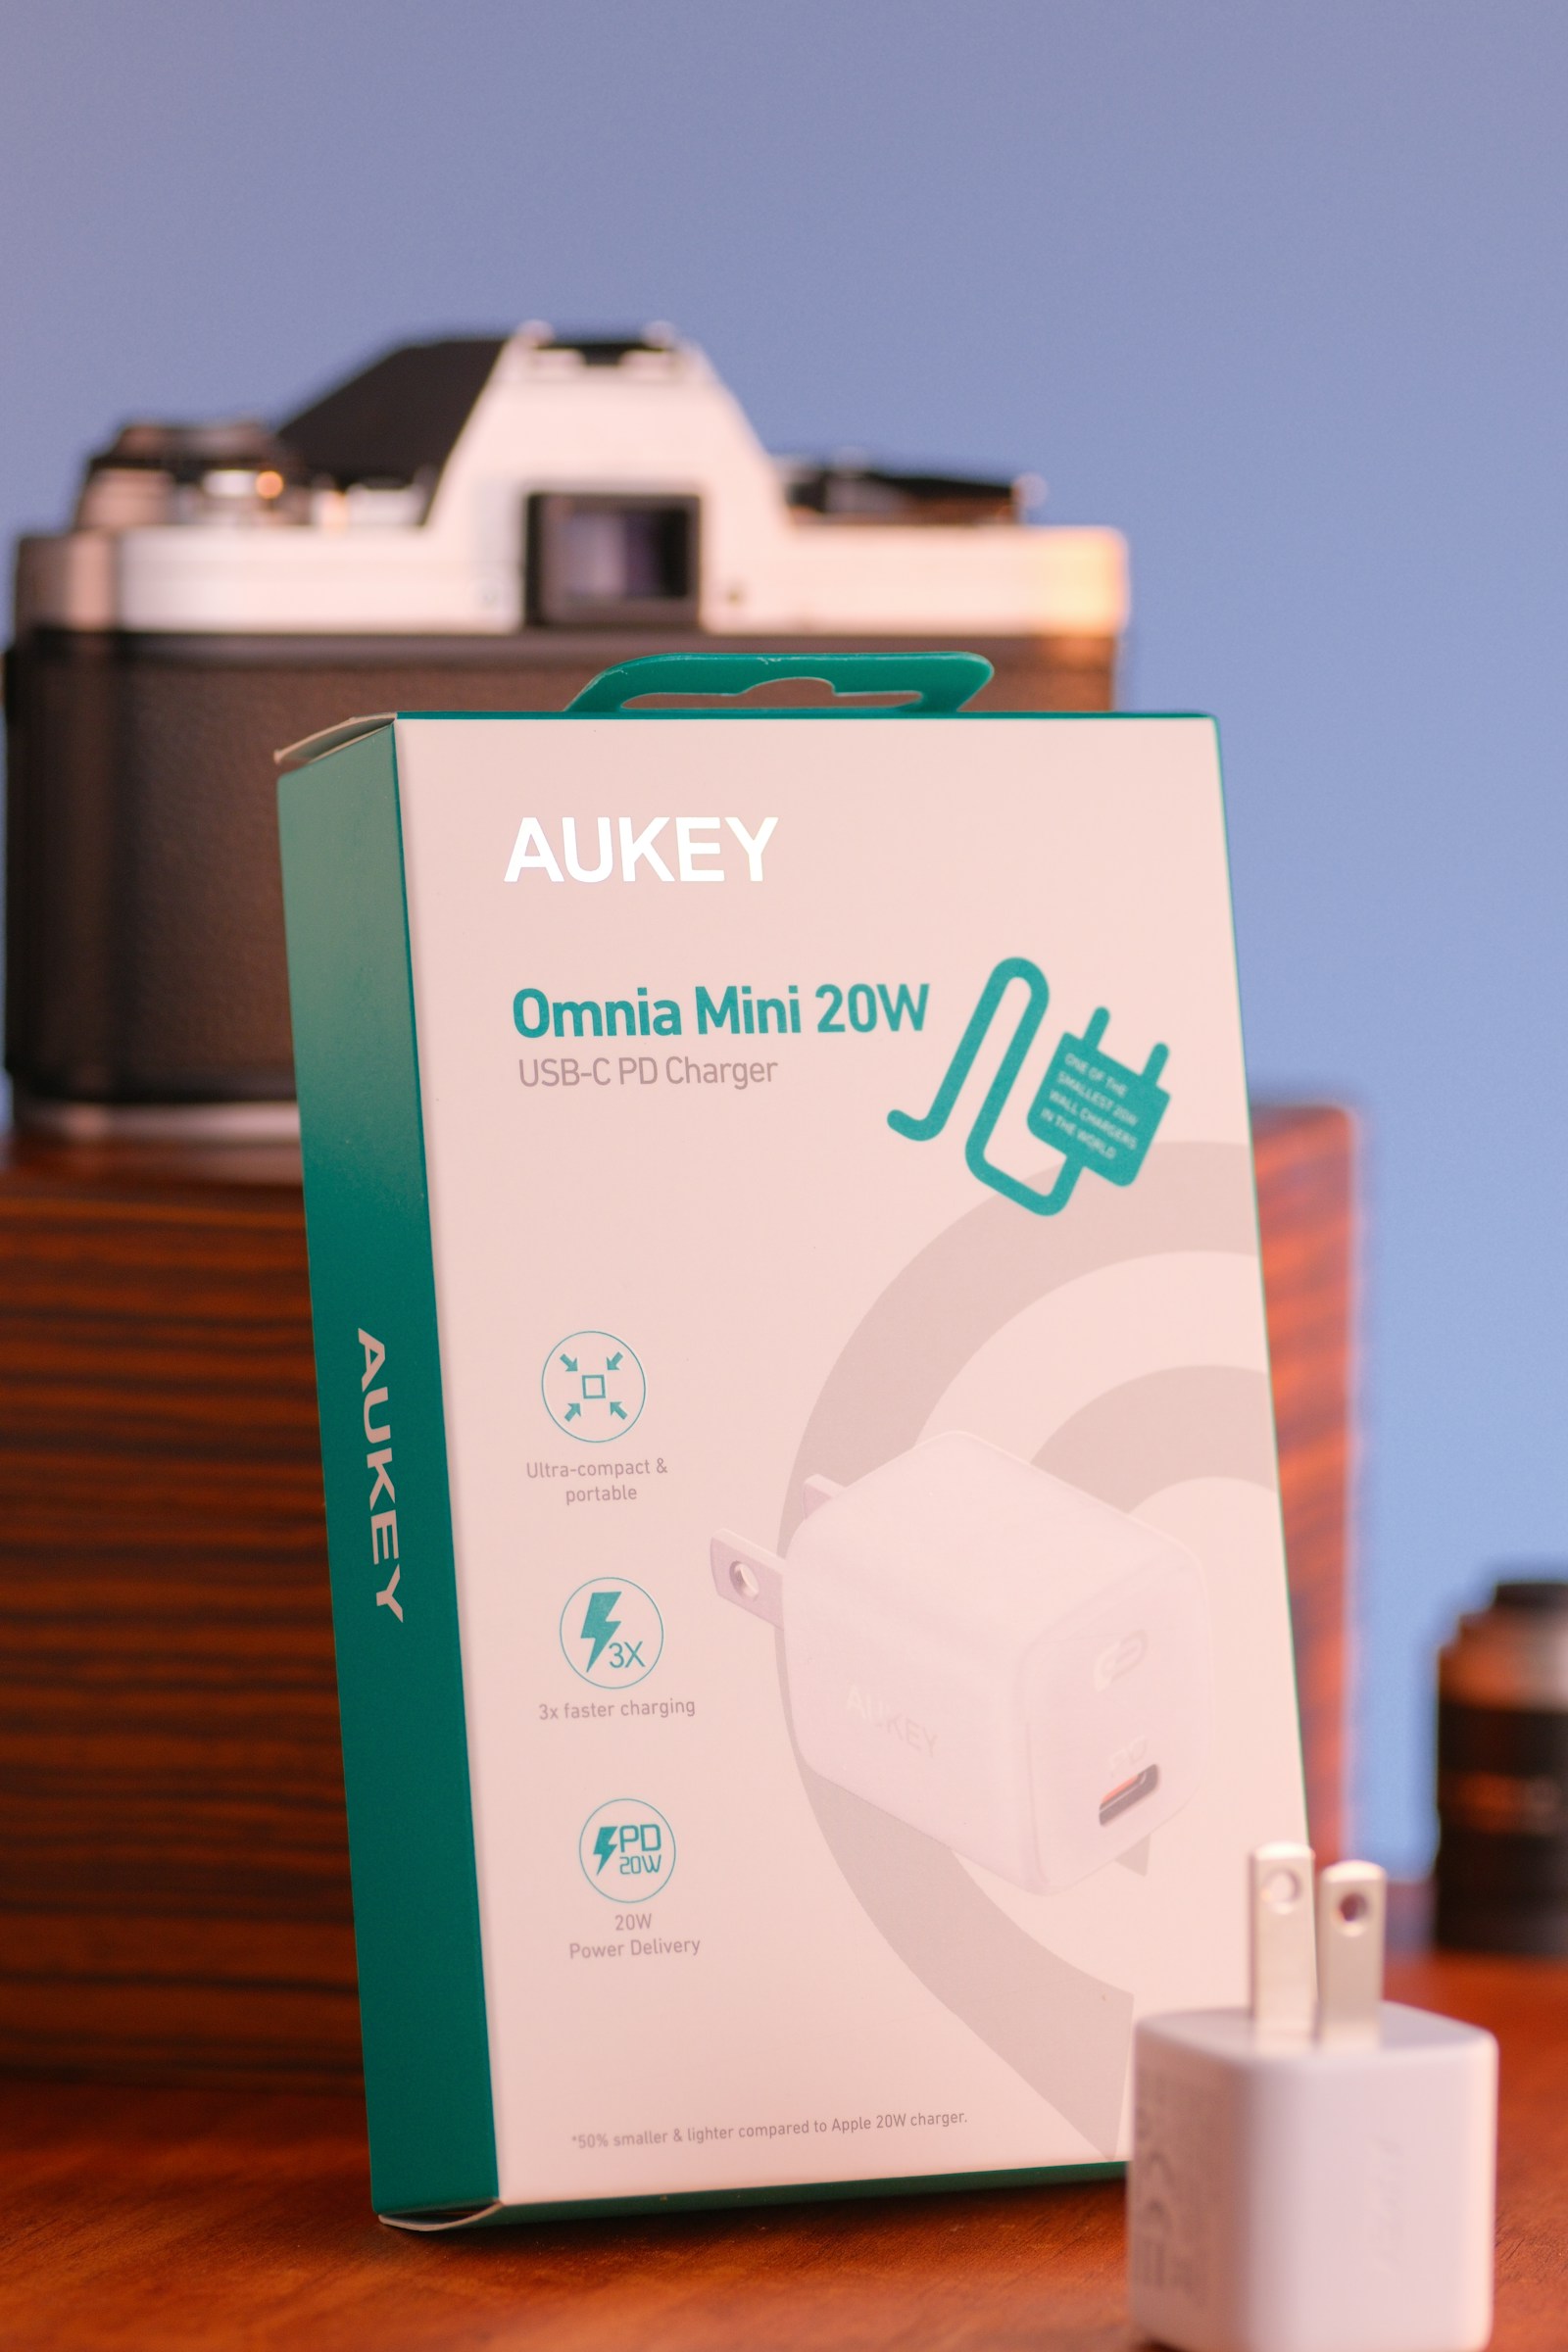 AUKEY
Omnia Mini 20W
USB-C PD Charger
ONE OF THE
SMALLEST 20W
WALL CHARGERS
IN THE WORLD
Ultra-compact &
portable
3X
3x faster charging
PD
20W
20W
Power Delivery
AUKEY
PD
*50% smaller & lighter compared to Apple 20W charger.
AUKEY